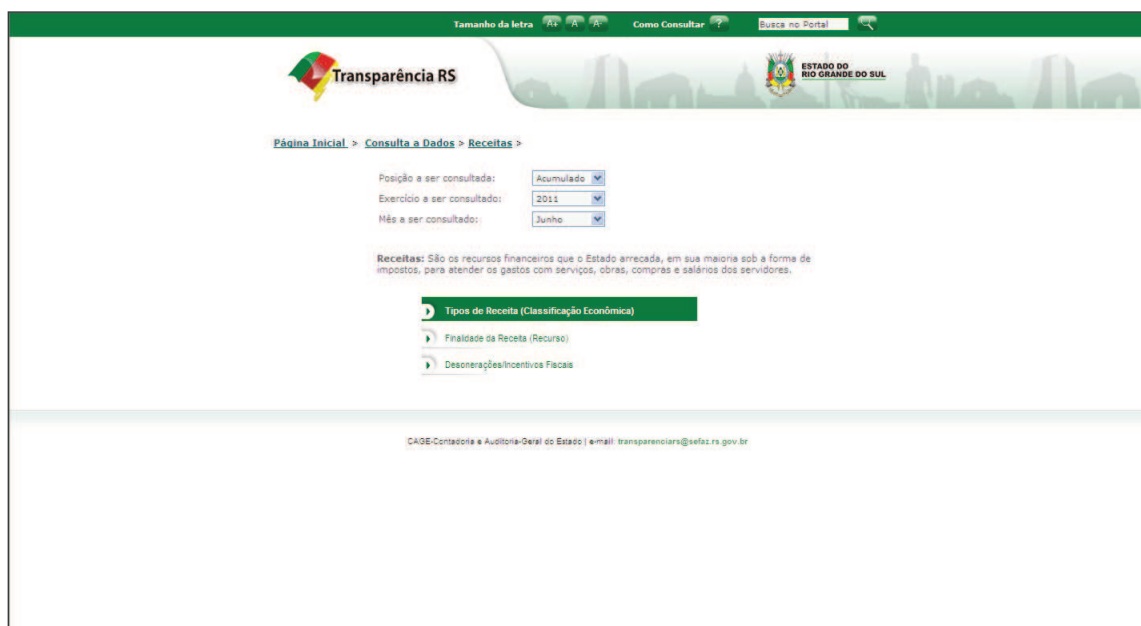 Tamanho da letra A+ A A- Como Consultar ? Busca no Portal
Transparência RS
ESTADO DO
RIO GRANDE DO SUL
Página Inicial > Consulta a Dados > Receitas >
Posição a ser consultada: Acumulado
Exercício a ser consultado: 2011
Mês a ser consultado: Junho
Receitas: São os recursos financeiros que o Estado arrecada, em sua maioria sob a forma de
impostos, para atender os gastos com serviços, obras, compras e salários dos servidores.
Tipos de Receita (Classificação Econômica)
Finalidade da Receita (Recurso)
Desonerações/Incentivos Fiscais
CAGE-Contadoria e Auditoria-Geral do Estado | e-mail: transparenciars@sefaz.rs.gov.br